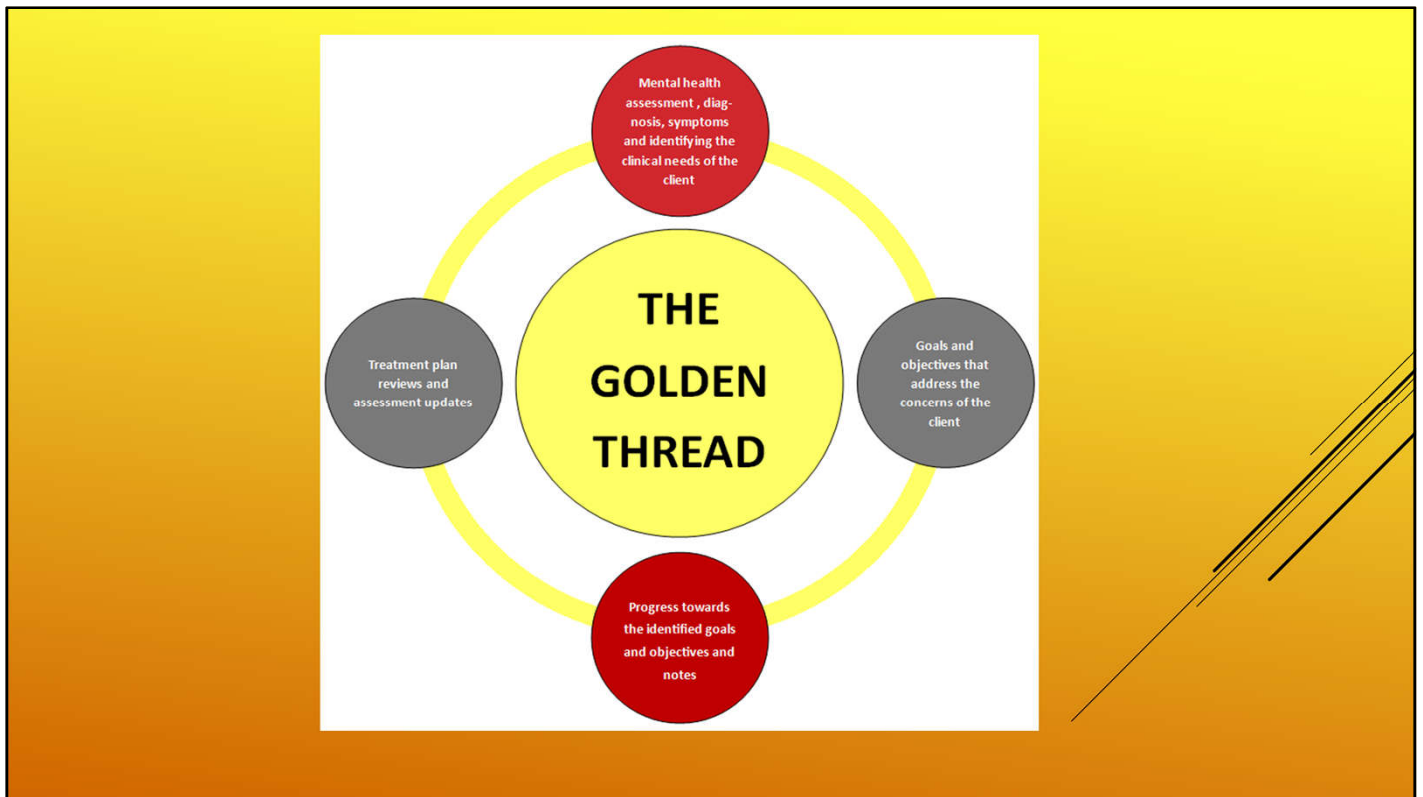 Mental health
assessment , diag-
nosis, symptoms
and identifying the
clinical needs of the
client
THE
GOLDEN
THREAD
Goals and
objectives that
address the
concerns of the
client
Progress towards
the identified goals
and objectives and
notes
Treatment plan
reviews and
assessment updates